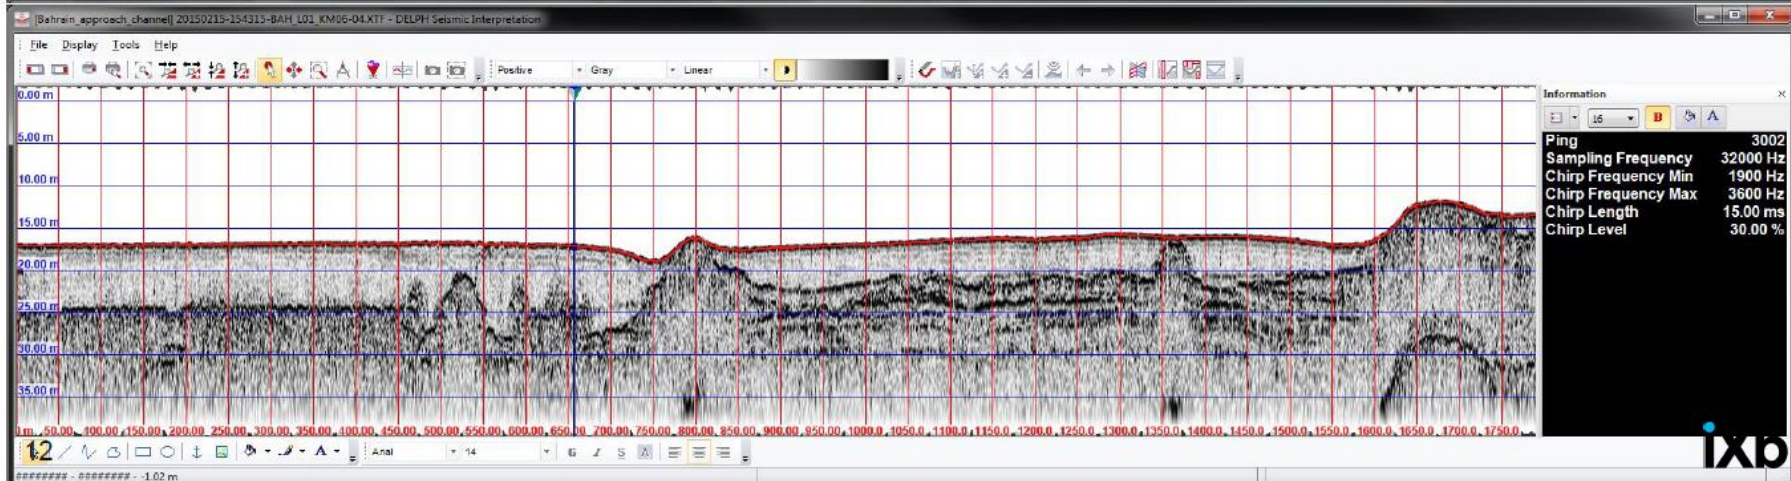 [Bahrain_approach_channel] 20150215-154315-BAH_L01_KM06-04.XTF - DELPH Seismic Interpretation
File Display Tools Help
Positive Gray Linear
Information
16 B A
0.00 m
5.00 m
10.00 m
15.00 m
20.00 m
25.00 m
30.00 m
35.00 m
Ping 3002
Sampling Frequency 32000 Hz
Chirp Frequency Min 1900 Hz
Chirp Frequency Max 3600 Hz
Chirp Length 15.00 ms
Chirp Level 30.00 %
50.00 100.00 150.00 200.00 250.00 300.00 350.00 400.00 450.00 500.00 550.00 600.00 650.00 700.00 750.00 800.00 850.00 900.00 950.00 1000.0 1050.0 1100.0 1150.0 1200.0 1250.0 1300.0 1350.0 1400.0 1450.0 1500.0 1550.0 1600.0 1650.0 1700.0 1750.0
12 A Arial 14 G I S A
ixb
######## - ######## - -1.02 m